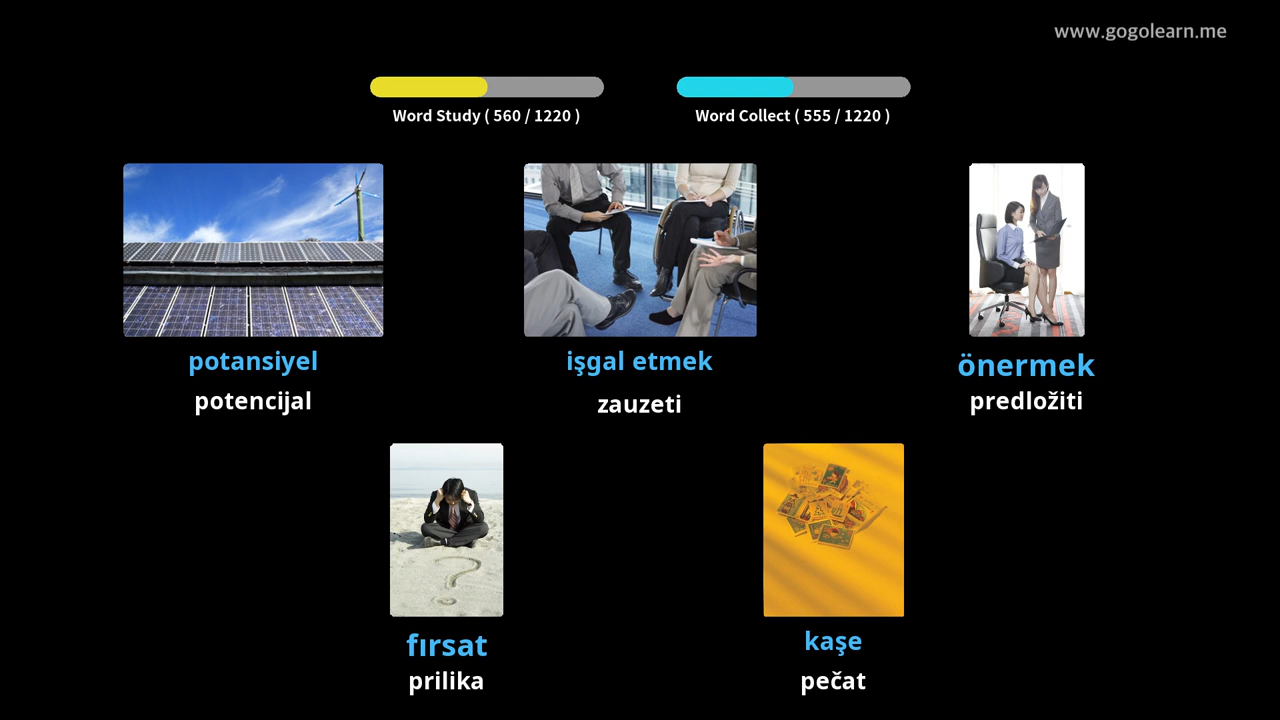 www.gogolearn.me
Word Study ( 560 / 1220 )
Word Collect ( 555 / 1220 )
potansiyel
potencijal
işgal etmek
zauzeti
önermek
predložiti
fırsat
prilika
kaşe
pečat